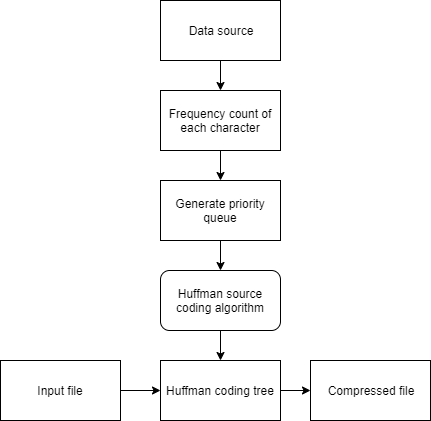 Data source
Frequency count of
each character
Generate priority
queue
Huffman source
coding algorithm
Input file
Huffman coding tree
Compressed file